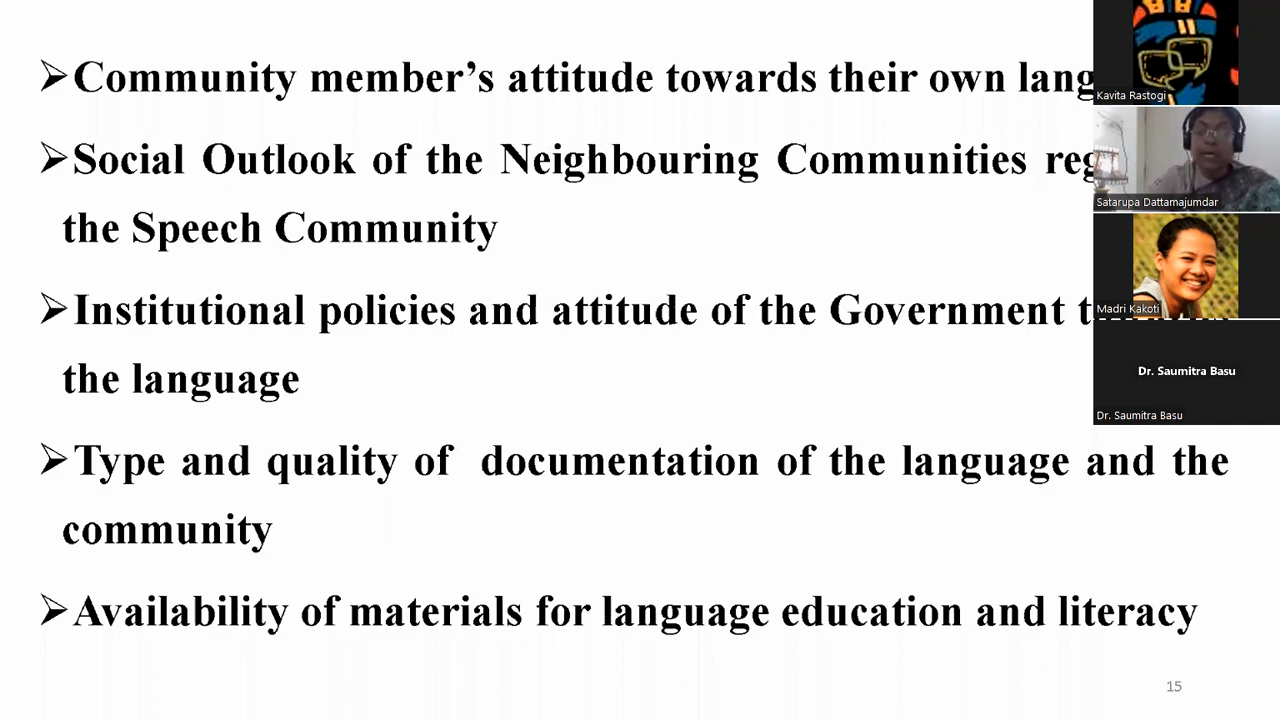 ➢Community member’s attitude towards their own lang
➢Social Outlook of the Neighbouring Communities reg
the Speech Community
➢Institutional policies and attitude of the Government t
the language
➢Type and quality of documentation of the language and the
community
➢Availability of materials for language education and literacy
15
Kavita Rastogi
Satarupa Dattamajumdar
Madri Kakoti
Dr. Saumitra Basu
Dr. Saumitra Basu